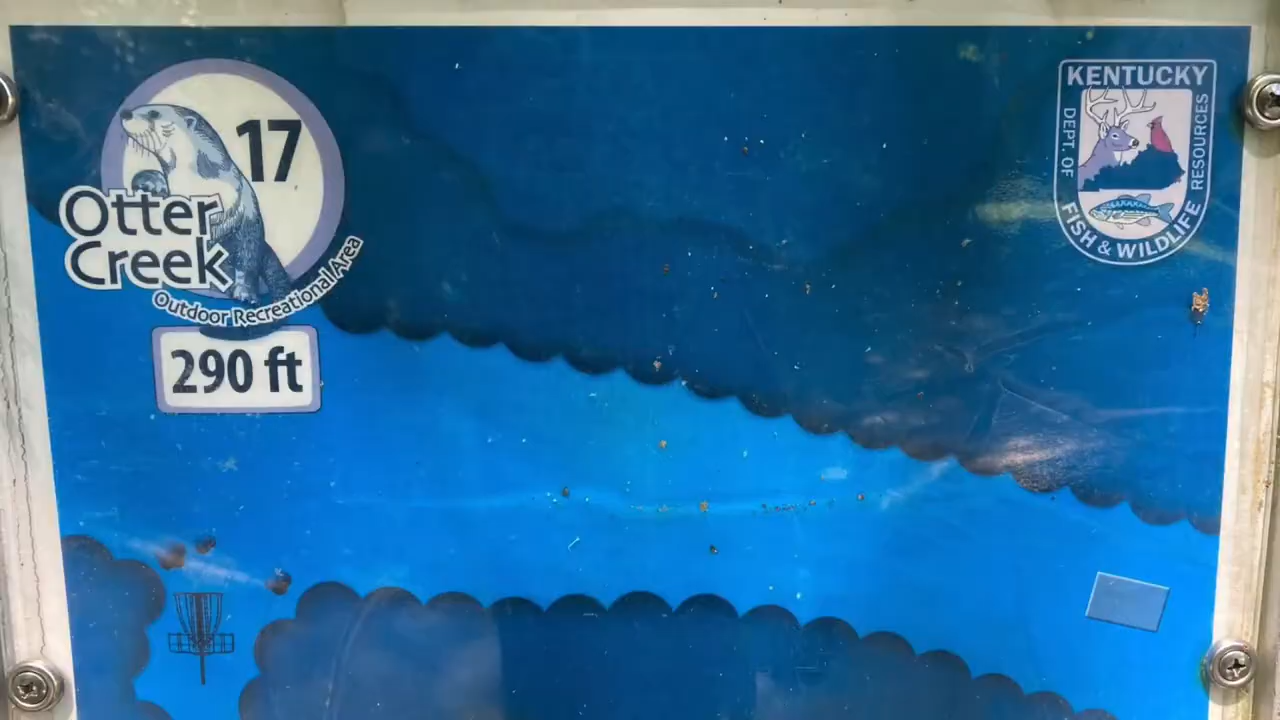 17
Otter
Creek
Outdoor Recreational Area
290 ft
KENTUCKY
DEPT. OF
FISH & WILDLIFE
RESOURCES